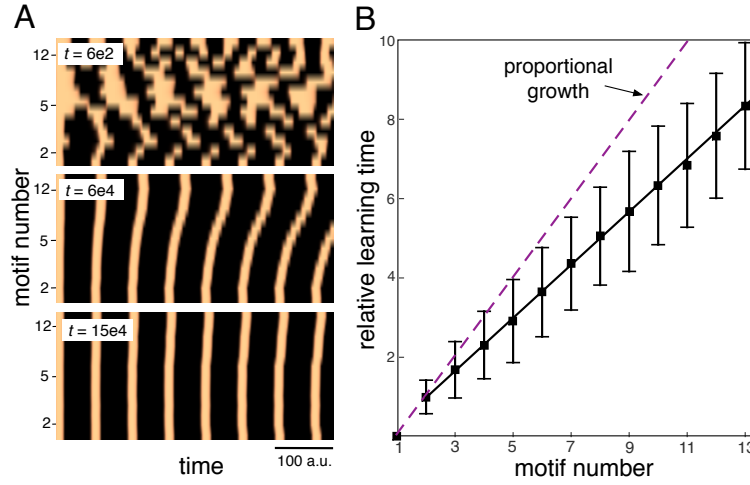 A
t = 6e2
12
5
2
t = 6e4
12
5
2
t = 15e4
12
5
2
motif number
time
100 a.u.
B
10
8
6
4
2
relative learning time
proportional
growth
1 3 5 7 9 11 13
motif number